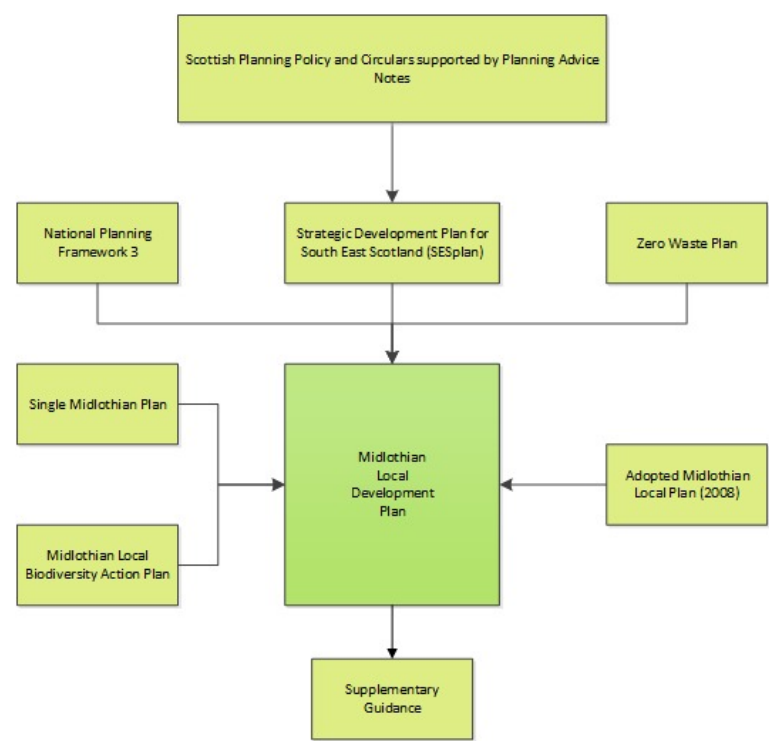 Scottish Planning Policy and Circulars supported by Planning Advice
Notes
National Planning
Framework 3
Strategic Development Plan for
South East Scotland (SESplan)
Zero Waste Plan
Single Midlothian Plan
Midlothian
Local
Development
Plan
Adopted Midlothian
Local Plan (2008)
Midlothian Local
Biodiversity Action Plan
Supplementary
Guidance